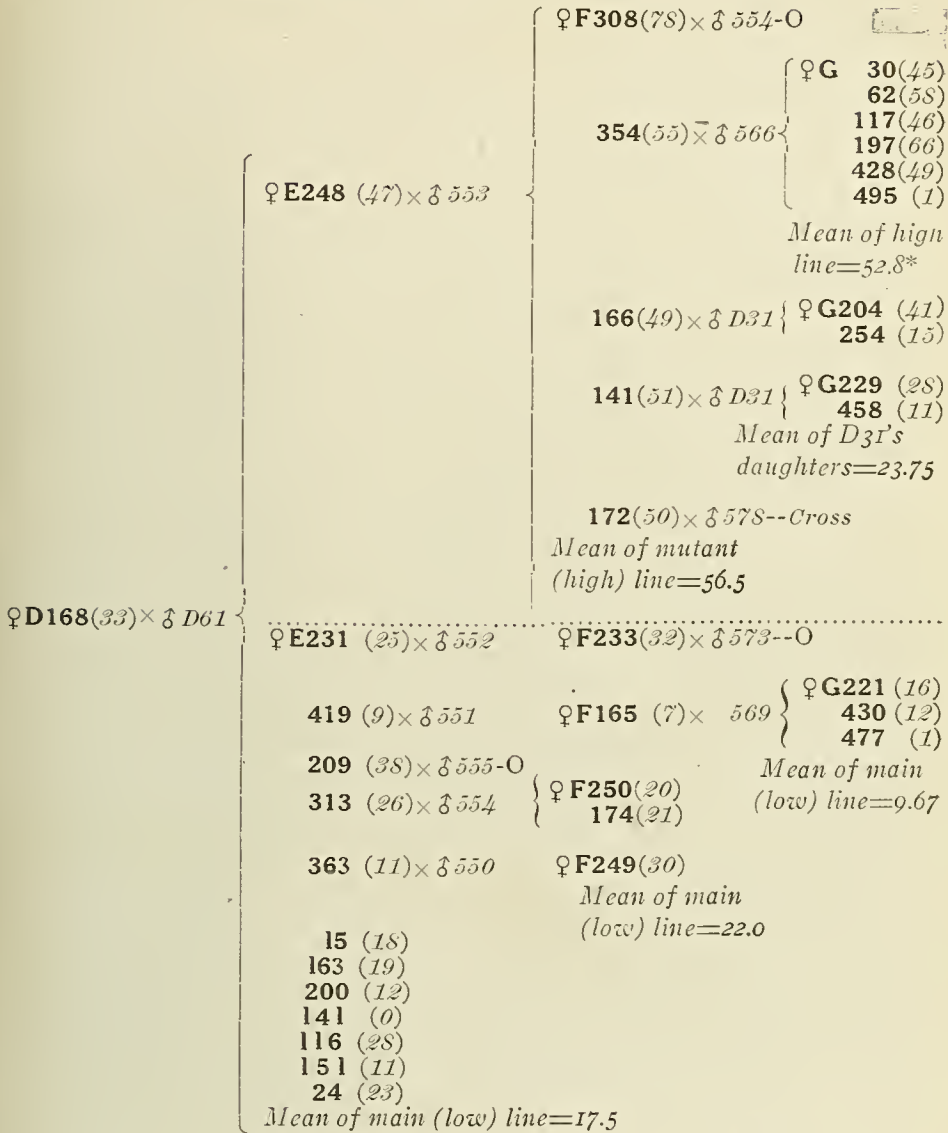 ♀F308(78)×♂554-O
♀G 30(45)
62(58)
117(46)
354(55)×♂566
197(66)
428(49)
♀E248 (47)×♂553
495 (1)
Mean of high
line=52.8*
166(49)×♂D31 ♀G204 (41)
254 (15)
141(51)×♂D31 ♀G229 (28)
458 (11)
Mean of D31's
daughters=23.75
172(50)×♂578--Cross
Mean of mutant
(high) line=56.5
♀D168(33)×♂D61
♀E231 (25)×♂552 ♀F233(32)×♂573--O
419 (9)×♂551 ♀F165 (7)× 569 ♀G221 (16)
430 (12)
477 (1)
209 (38)×♂555-O
Mean of main
(low) line=9.67
313 (26)×♂554 ♀F250(20)
174(21)
363 (11)×♂550 ♀F249(30)
Mean of main
(low) line=22.0
15 (18)
163 (19)
200 (12)
141 (0)
116 (28)
151 (11)
24 (23)
Mean of main (low) line=17.5